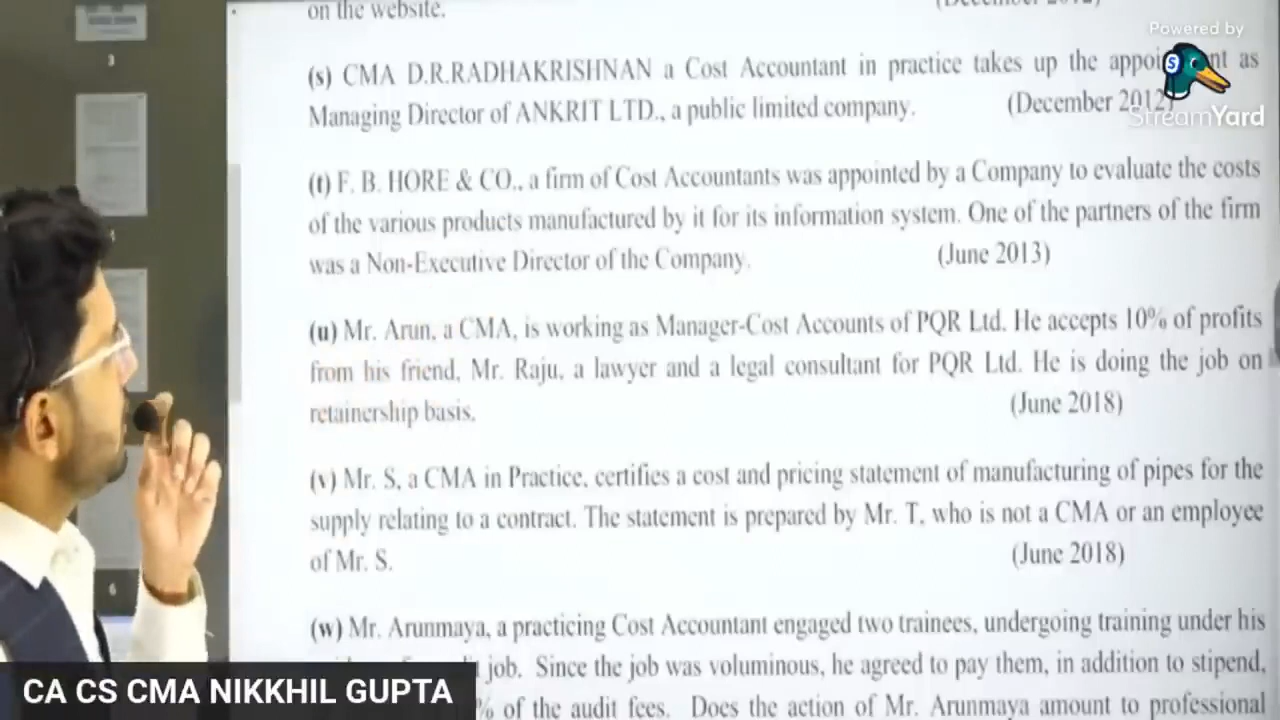 on the website.
Powered by
(s) CMA D.R.RADHAKRISHNAN a Cost Accountant in practice takes up the appointment as
Managing Director of ANKRIT LTD., a public limited company. (December 2012)
StreamYard
(t) F. B. HORE & CO., a firm of Cost Accountants was appointed by a Company to evaluate the costs
of the various products manufactured by it for its information system. One of the partners of the firm
was a Non-Executive Director of the Company. (June 2013)
(u) Mr. Arun, a CMA, is working as Manager-Cost Accounts of PQR Ltd. He accepts 10% of profits
from his friend, Mr. Raju, a lawyer and a legal consultant for PQR Ltd. He is doing the job on
retainership basis. (June 2018)
(v) Mr. S, a CMA in Practice, certifies a cost and pricing statement of manufacturing of pipes for the
supply relating to a contract. The statement is prepared by Mr. T, who is not a CMA or an employee
of Mr. S. (June 2018)
(w) Mr. Arunmaya, a practicing Cost Accountant engaged two trainees, undergoing training under his
job. Since the job was voluminous, he agreed to pay them, in addition to stipend,
% of the audit fees. Does the action of Mr. Arunmaya amount to professional
CA CS CMA NIKKHIL GUPTA